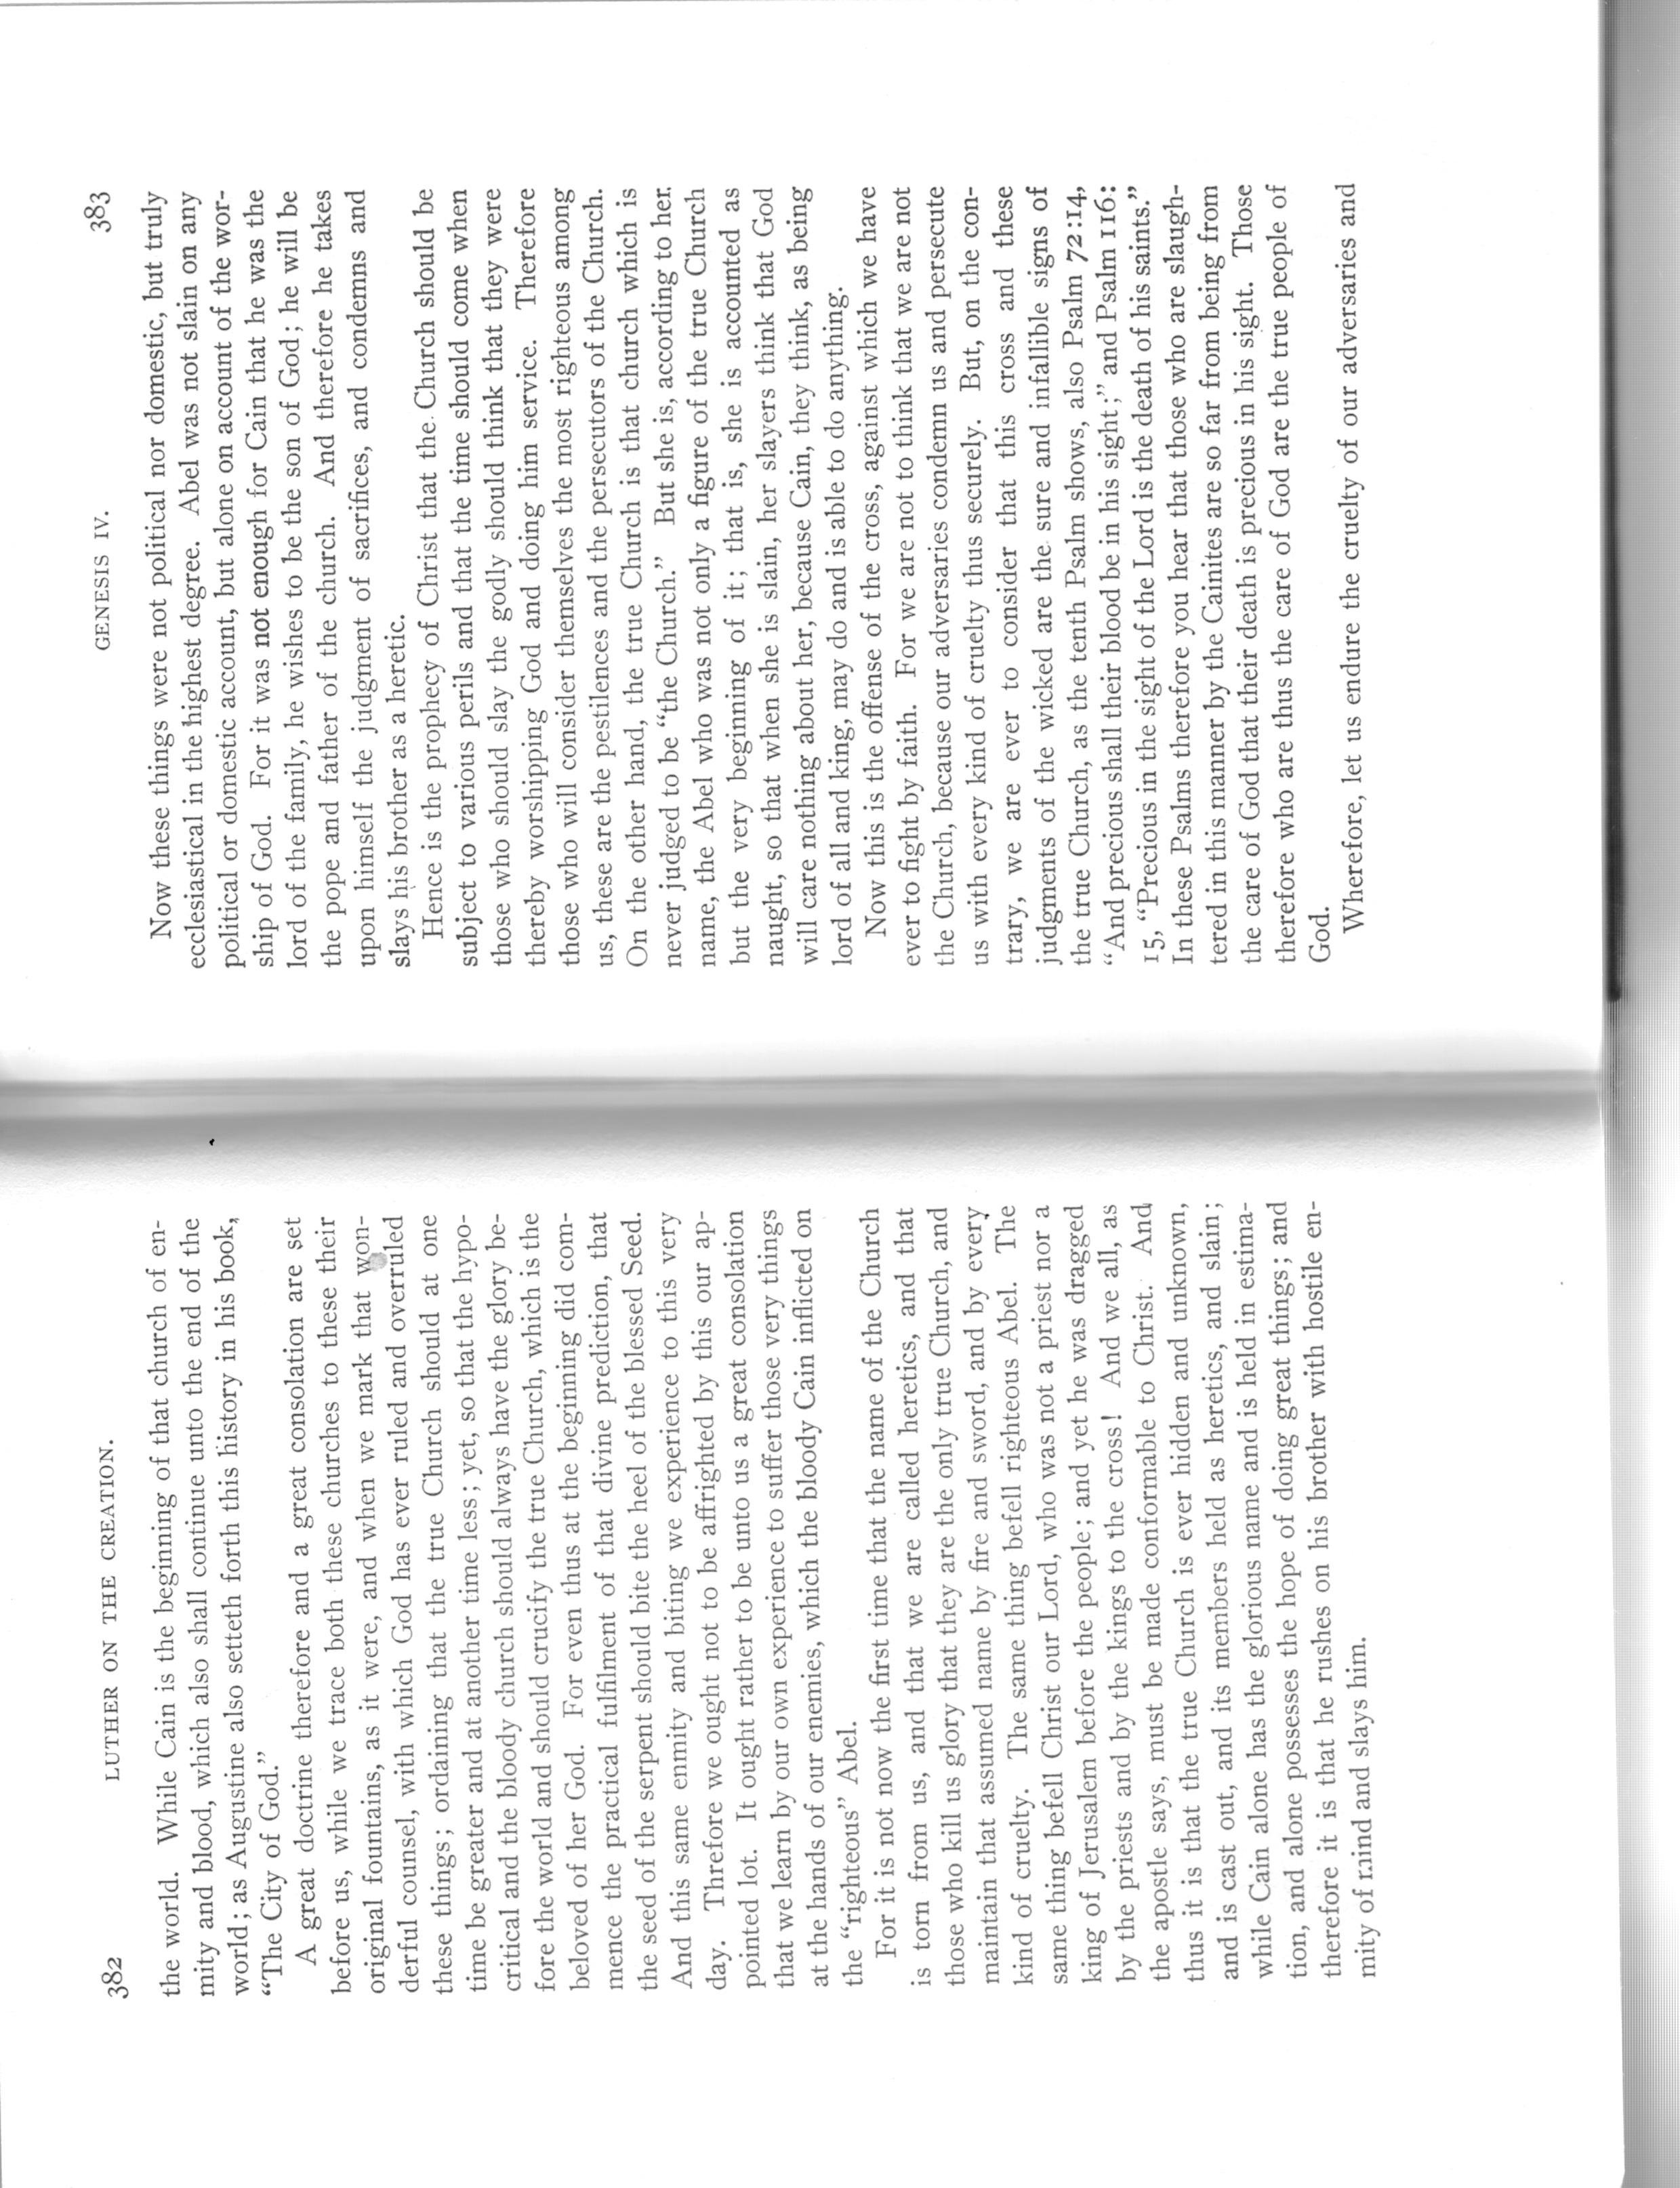 382 LUTHER ON THE CREATION.
the world. While Cain is the beginning of that church of en-
mity and blood, which also shall continue unto the end of the
world; as Augustine also setteth forth this history in his book,
“The City of God.”
A great doctrine therefore and a great consolation are set
before us, while we trace both these churches to these their
original fountains, as it were, and when we mark that won-
derful counsel, with which God has ever ruled and overruled
these things; ordaining that the true Church should at one
time be greater and at another time less; yet, so that the hypo-
critical and the bloody church should always have the glory be-
fore the world and should crucify the true Church, which is the
beloved of her God. For even thus at the beginning did com-
mence the practical fulfilment of that divine prediction, that
the seed of the serpent should bite the heel of the blessed Seed.
And this same enmity and biting we experience to this very
day. Threfore we ought not to be affrighted by this our ap-
pointed lot. It ought rather to be unto us a great consolation
that we learn by our own experience to suffer those very things
at the hands of our enemies, which the bloody Cain inflicted on
the “righteous” Abel.
For it is not now the first time that the name of the Church
is torn from us, and that we are called heretics, and that
those who kill us glory that they are the only true Church, and
maintain that assumed name by fire and sword, and by every
kind of cruelty. The same thing befell righteous Abel. The
same thing befell Christ our Lord, who was not a priest nor a
king of Jerusalem before the people; and yet he was dragged
by the priests and by the kings to the cross! And we all, as
the apostle says, must be made conformable to Christ. And
thus it is that the true Church is ever hidden and unknown,
and is cast out, and its members held as heretics, and slain;
while Cain alone has the glorious name and is held in estima-
tion, and alone possesses the hope of doing great things; and
therefore it is that he rushes on his brother with hostile en-
mity of mind and slays him.
GENESIS IV. 383
Now these things were not political nor domestic, but truly
ecclesiastical in the highest degree. Abel was not slain on any
political or domestic account, but alone on account of the wor-
ship of God. For it was not enough for Cain that he was the
lord of the family, he wishes to be the son of God; he will be
the pope and father of the church. And therefore he takes
upon himself the judgment of sacrifices, and condemns and
slays his brother as a heretic.
Hence is the prophecy of Christ that the Church should be
subject to various perils and that the time should come when
those who should slay the godly should think that they were
thereby worshipping God and doing him service. Therefore
those who will consider themselves the most righteous among
us, these are the pestilences and the persecutors of the Church.
On the other hand, the true Church is that church which is
never judged to be “the Church.” But she is, according to her
name, the Abel who was not only a figure of the true Church
but the very beginning of it; that is, she is accounted as
naught, so that when she is slain, her slayers think that God
will care nothing about her, because Cain, they think, as being
lord of all and king, may do and is able to do anything.
Now this is the offense of the cross, against which we have
ever to fight by faith. For we are not to think that we are not
the Church, because our adversaries condemn us and persecute
us with every kind of cruelty thus securely. But, on the con-
trary, we are ever to consider that this cross and these
judgments of the wicked are the sure and infallible signs of
the true Church, as the tenth Psalm shows, also Psalm 72:14,
“And precious shall their blood be in his sight;” and Psalm 116:
15, “Precious in the sight of the Lord is the death of his saints.”
In these Psalms therefore you hear that those who are slaugh-
tered in this manner by the Cainites are so far from being from
the care of God that their death is precious in his sight. Those
therefore who are thus the care of God are the true people of
God.
Wherefore, let us endure the cruelty of our adversaries and